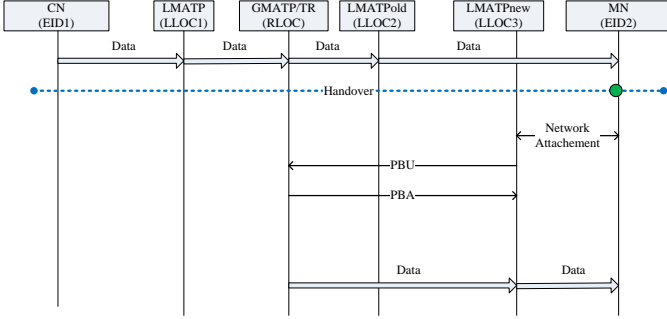 CN
(EID1)
LMATP
(LLOC1)
GMATP/TR
(RLOC)
LMATPold
(LLOC2)
LMATPnew
(LLOC3)
MN
(EID2)
Data
Data
Data
Data
Handover
Network
Attachement
PBU
PBA
Data
Data